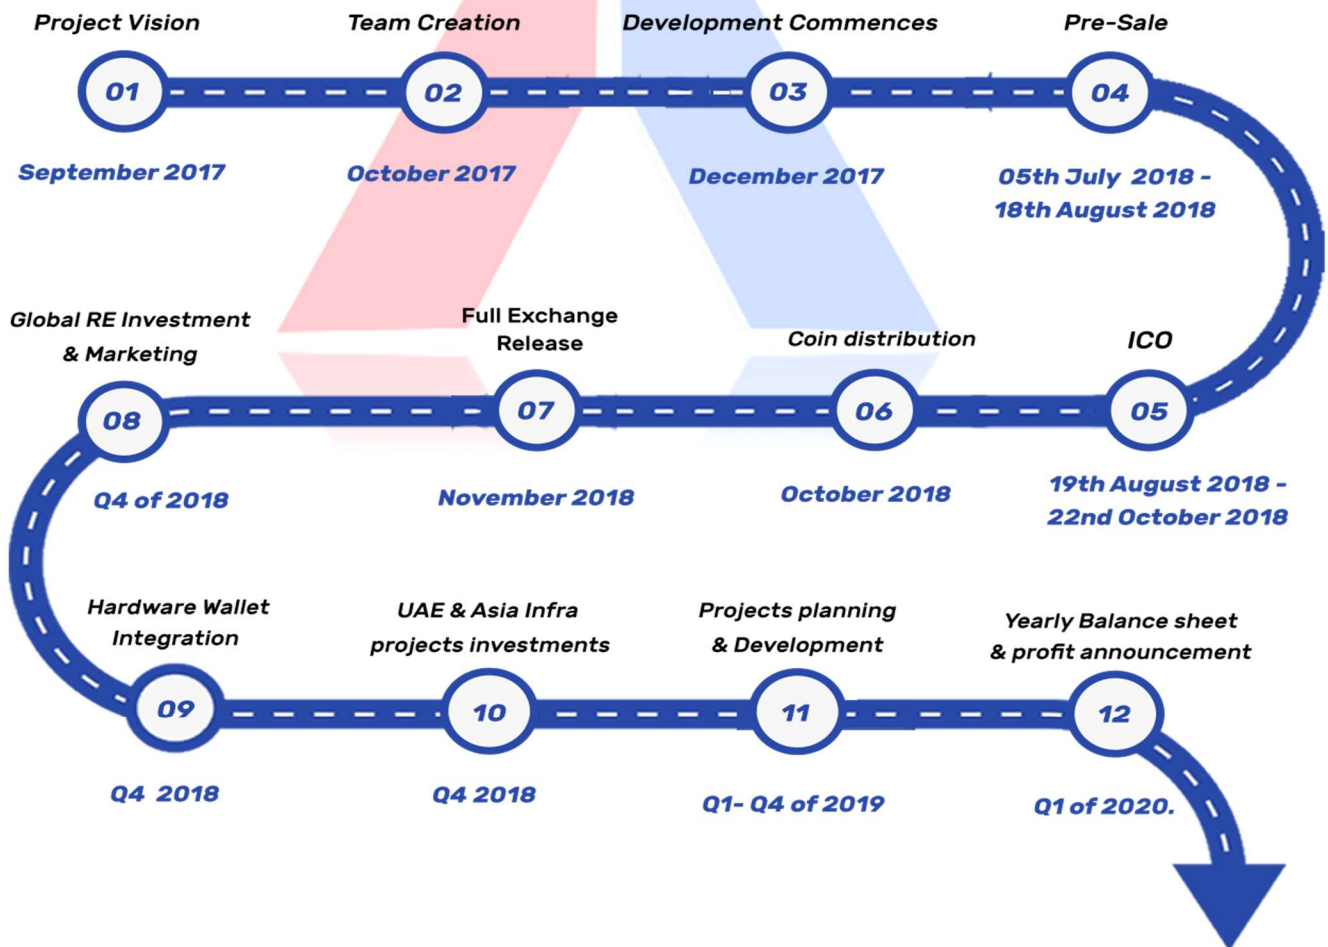 Project Vision
01
September 2017
Team Creation
02
October 2017
Development Commences
03
December 2017
Pre-Sale
04
05th July 2018 -
18th August 2018
ICO
05
19th August 2018 -
22nd October 2018
Coin distribution
06
October 2018
Full Exchange
Release
07
November 2018
Global RE Investment
& Marketing
08
Q4 of 2018
Hardware Wallet
Integration
09
Q4 2018
UAE & Asia Infra
projects investments
10
Q4 2018
Projects planning
& Development
11
Q1- Q4 of 2019
Yearly Balance sheet
& profit announcement
12
Q1 of 2020.